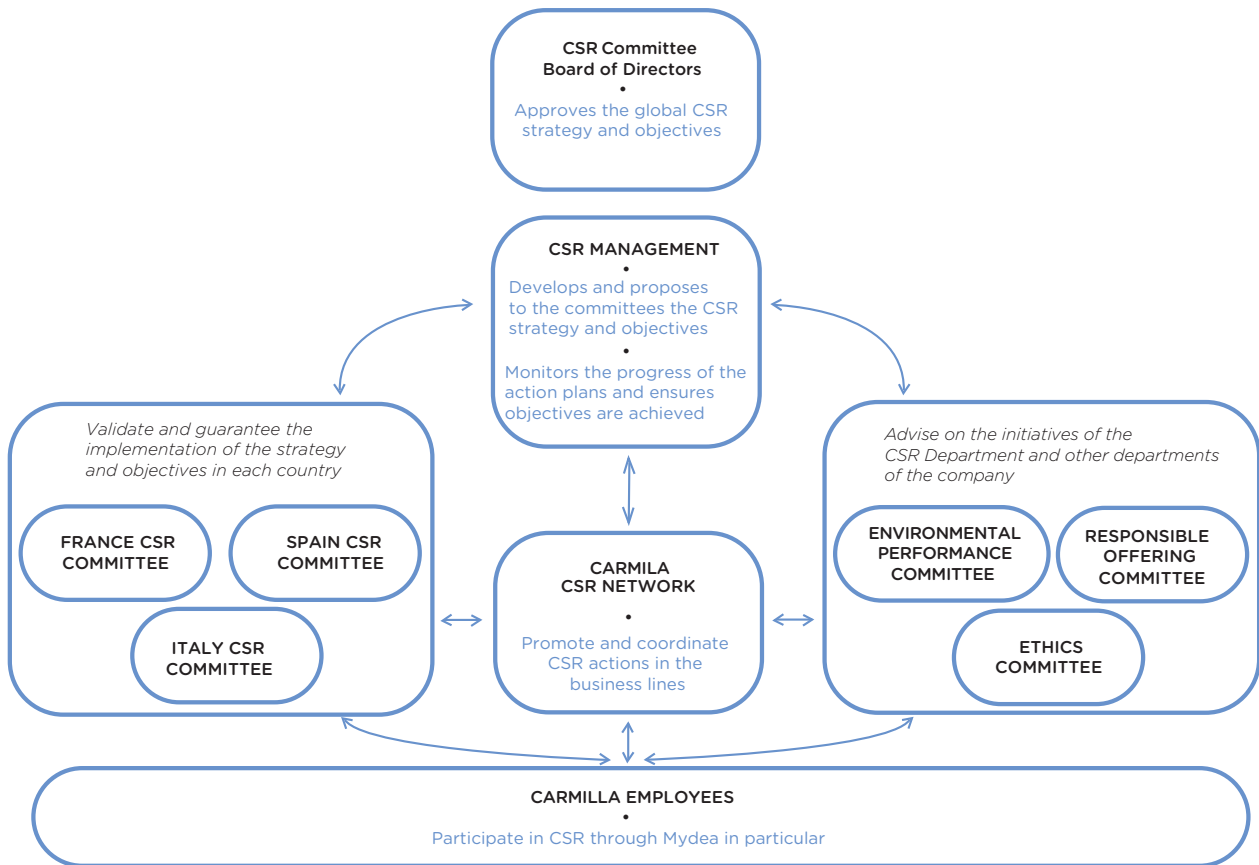 CSR Committee
Board of Directors
•
Approves the global CSR
strategy and objectives
CSR MANAGEMENT
•
Develops and proposes
to the committees the CSR
strategy and objectives
•
Monitors the progress of the
action plans and ensures
objectives are achieved
Validate and guarantee the
implementation of the strategy
and objectives in each country
FRANCE CSR
COMMITTEE
SPAIN CSR
COMMITTEE
ITALY CSR
COMMITTEE
CARMILA
CSR NETWORK
•
Promote and coordinate
CSR actions in the
business lines
Advise on the initiatives of the
CSR Department and other departments
of the company
ENVIRONMENTAL
PERFORMANCE
COMMITTEE
RESPONSIBLE
OFFERING
COMMITTEE
ETHICS
COMMITTEE
CARMILLA EMPLOYEES
•
Participate in CSR through Mydea in particular